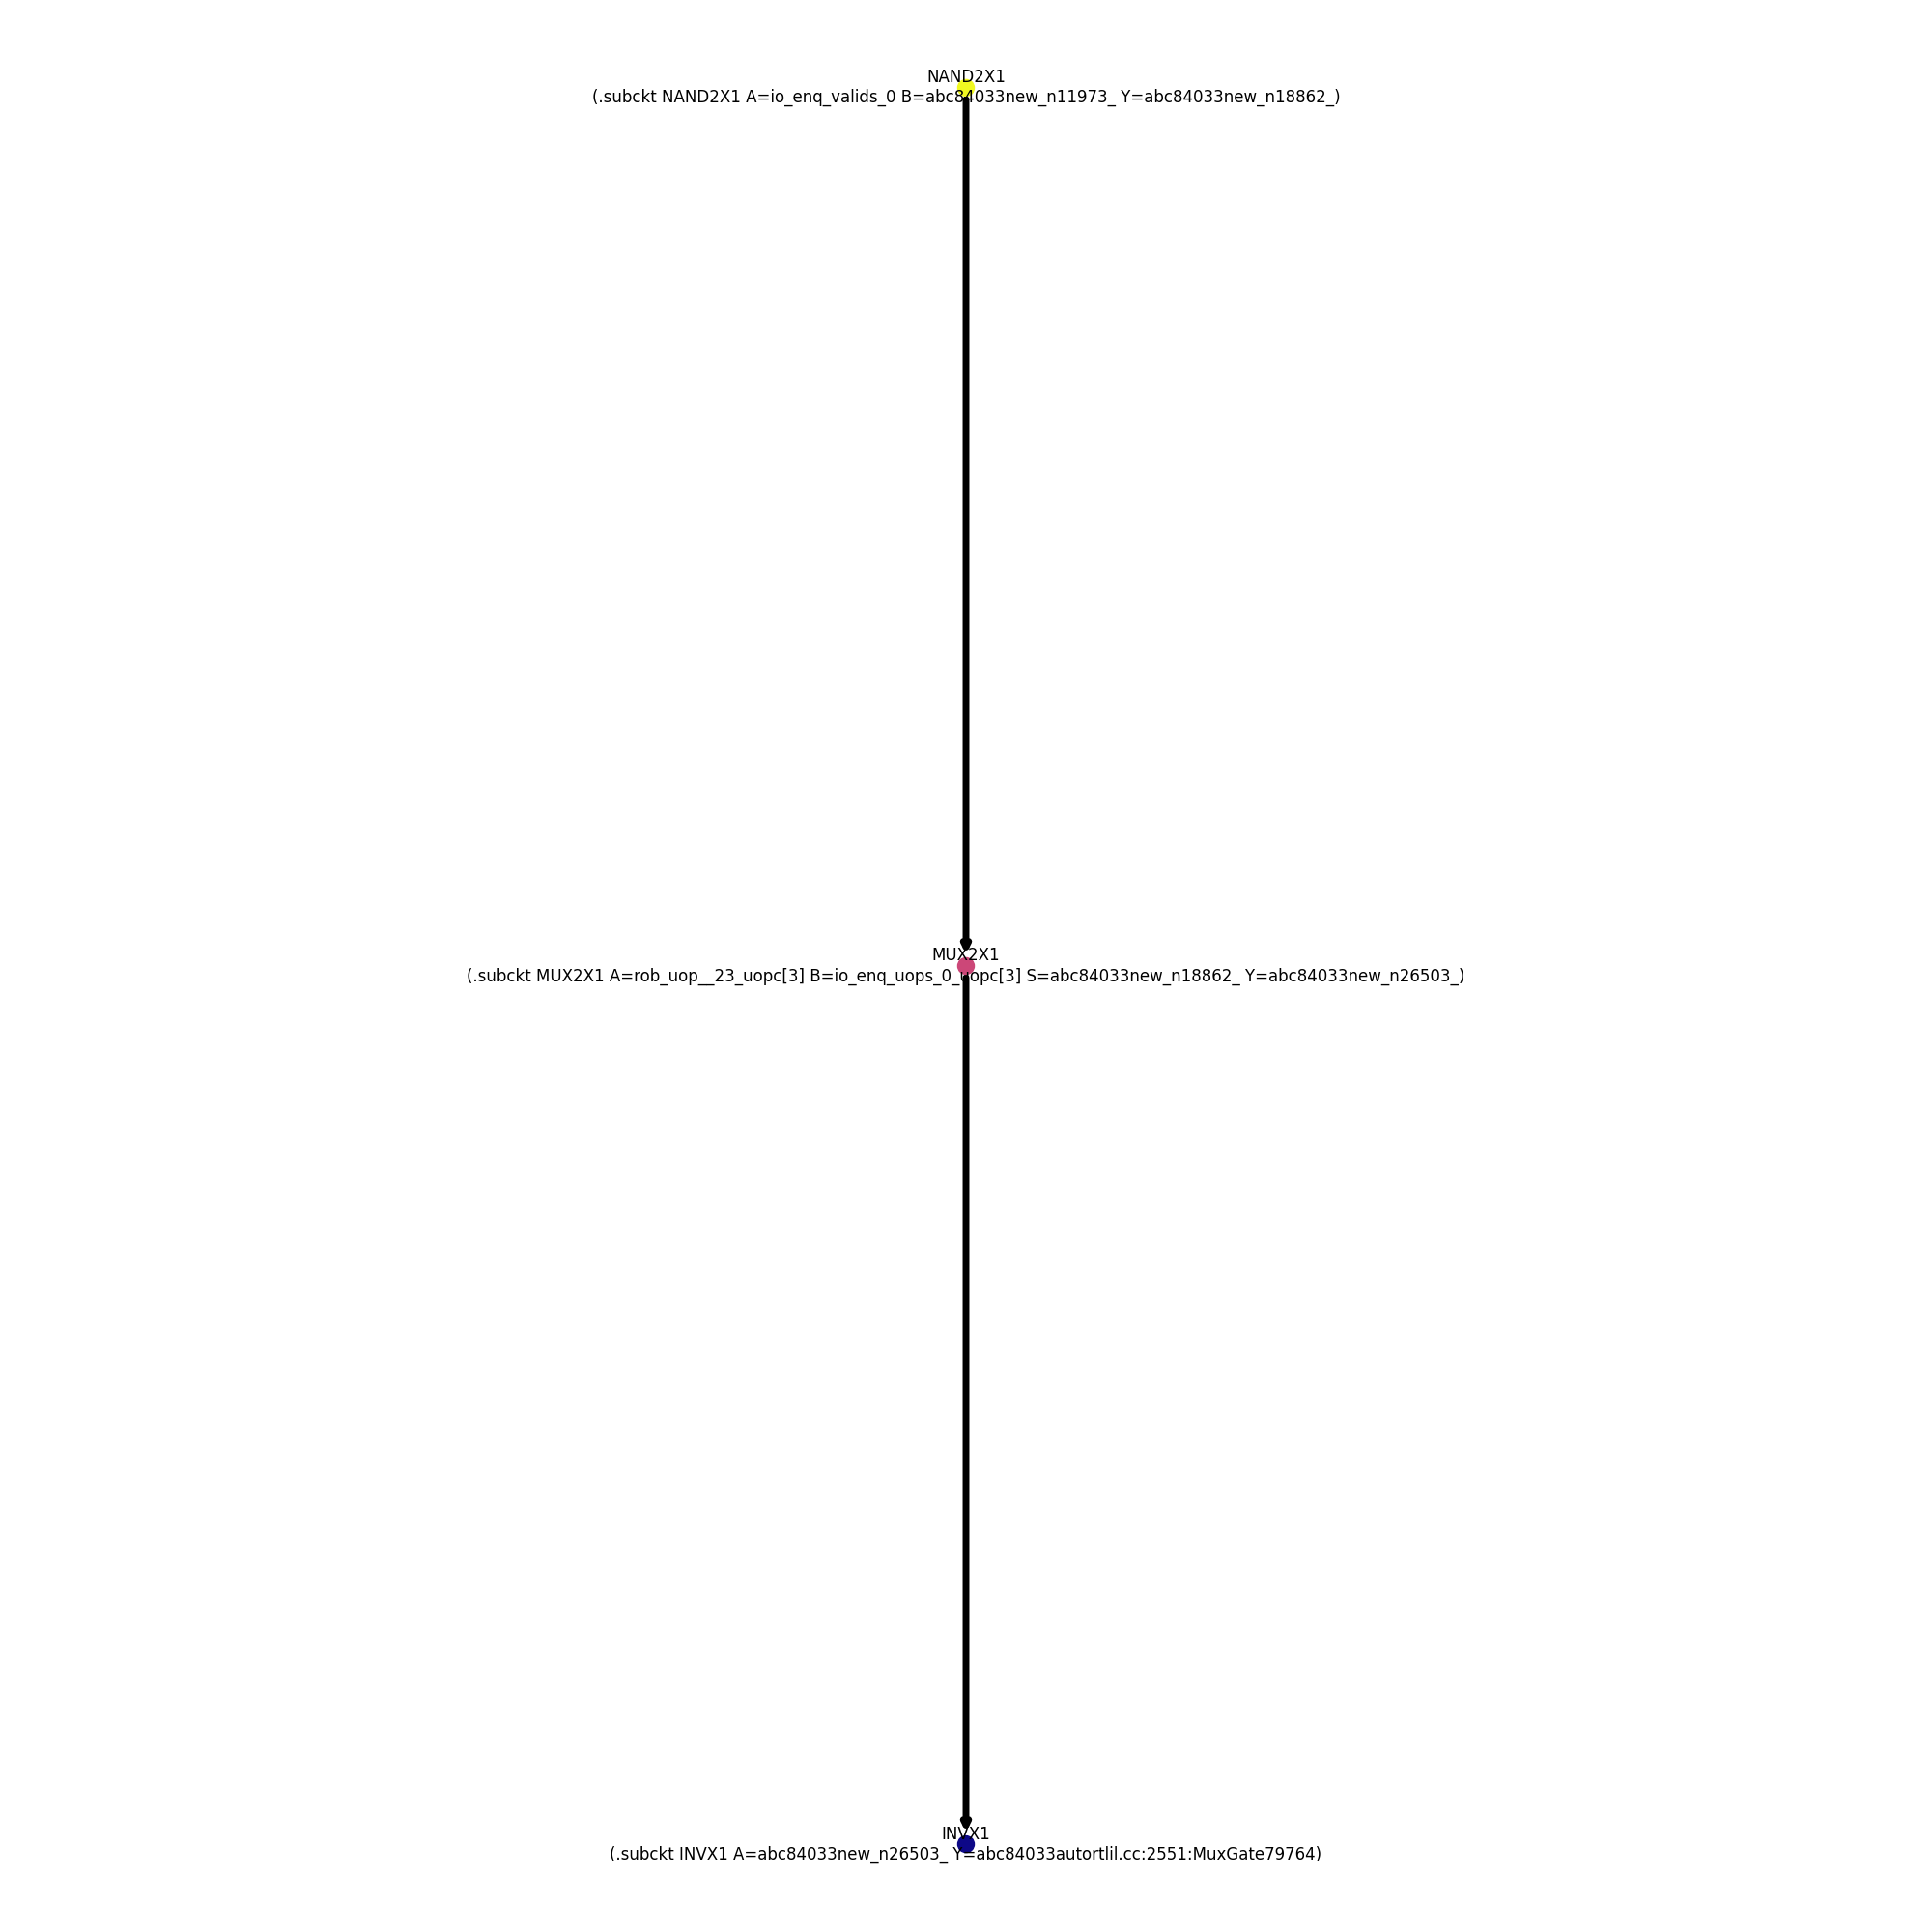 NAND2X1
(.subckt NAND2X1 A=io_enq_valids_0 B=abc84033new_n11973_ Y=abc84033new_n18862_)
MUX2X1
(.subckt MUX2X1 A=rob_uop__23_uopc[3] B=io_enq_uops_0_uopc[3] S=abc84033new_n18862_ Y=abc84033new_n26503_)
INVX1
(.subckt INVX1 A=abc84033new_n26503_ Y=abc84033autortlil.cc:2551:MuxGate79764)